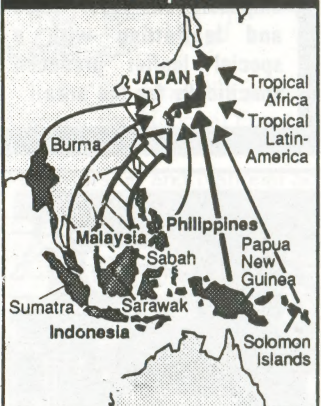 JAPAN
Tropical
Africa
Tropical
Latin-
America
Burma
Philippines
Malaysia
Sabah
Papua
New
Guinea
Sumatra
Sarawak
Indonesia
Solomon
Islands